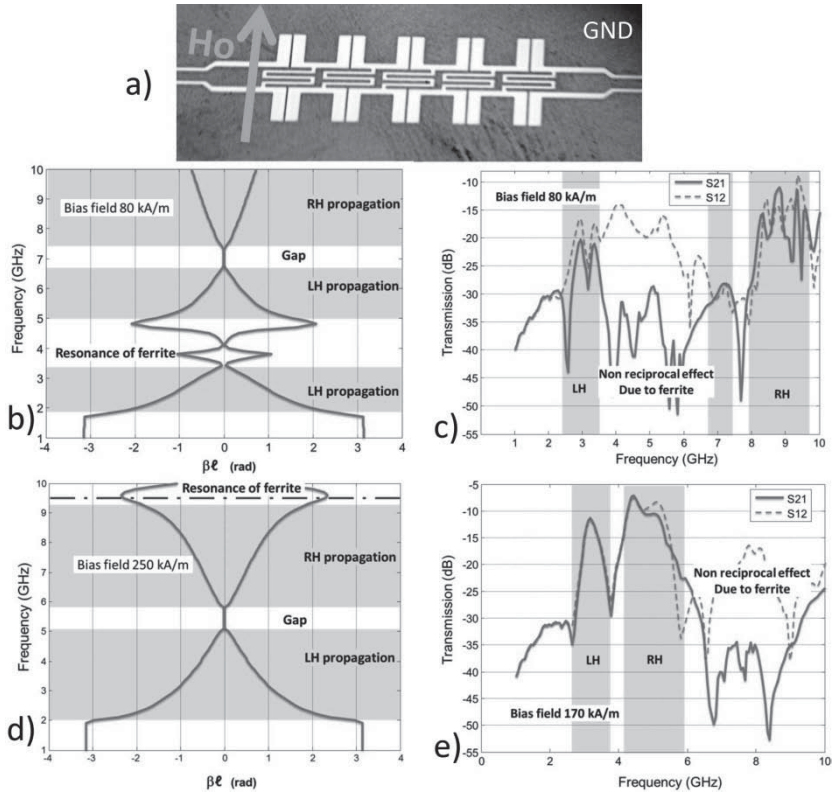 a)
Ho
GND
b)
Frequency (GHz)
10
9
8
7
6
5
4
3
2
1
Bias field 80 kA/m
RH propagation
Gap
LH propagation
Resonance of ferrite
LH propagation
-4 -3 -2 -1 0 1 2 3 4
βℓ (rad)
c)
Transmission (dB)
-10
-15
-20
-25
-30
-35
-40
-45
-50
-55
Bias field 80 kA/m
S21
S12
Non reciprocal effect
Due to ferrite
LH
RH
1 2 3 4 5 6 7 8 9 10
Frequency (GHz)
d)
Frequency (GHz)
10
9
8
7
6
5
4
3
2
1
Resonance of ferrite
RH propagation
Bias field 250 kA/m
Gap
LH propagation
-4 -3 -2 -1 0 1 2 3 4
βℓ (rad)
e)
Transmission (dB)
-5
-10
-15
-20
-25
-30
-35
-40
-45
-50
-55
S21
S12
Non reciprocal effect
Due to ferrite
LH
RH
Bias field 170 kA/m
0 2 4 6 8 10
Frequency (GHz)